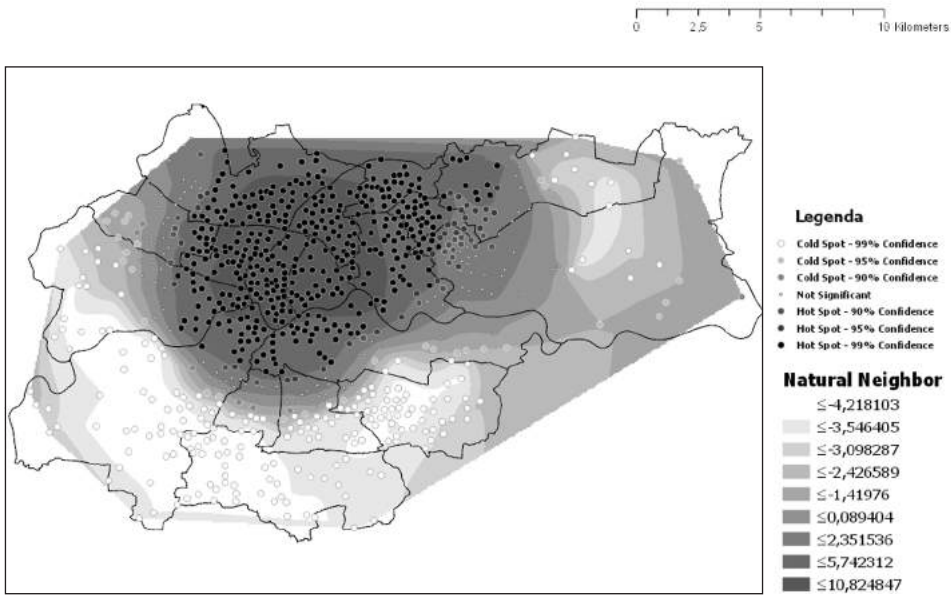 0 2,5 5 10 Kilometers
Legenda
Cold Spot - 99% Confidence
Cold Spot - 95% Confidence
Cold Spot - 90% Confidence
Not Significant
Hot Spot - 90% Confidence
Hot Spot - 95% Confidence
Hot Spot - 99% Confidence
Natural Neighbor
≤-4,218103
≤-3,546405
≤-3,098287
≤-2,426589
≤-1,41976
≤0,089404
≤2,351536
≤5,742312
≤10,824847